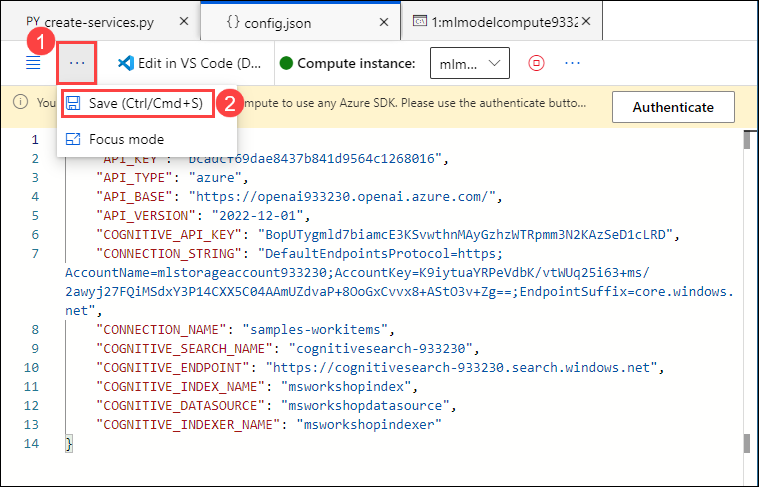 PY create-services.py
{} config.json
1:mlmodelcompute9332
1
...
Edit in VS Code (D...
Compute instance:
mlm...
...
You
mpute to use any Azure SDK. Please use the authenticate butto...
Authenticate
Save (Ctrl/Cmd+S)
2
Focus mode
1
2 "API_KEY": "bcadcf69dae8437b841d9564c1268016",
3 "API_TYPE": "azure",
4 "API_BASE": "https://openai933230.openai.azure.com/",
5 "API_VERSION": "2022-12-01",
6 "COGNITIVE_API_KEY": "BopUTygmld7biamcE3KSvwthnMAyGzhzWTRpmm3N2KAzSeD1cLRD",
7 "CONNECTION_STRING": "DefaultEndpointsProtocol=https;
AccountName=mlstorageaccount933230;AccountKey=K9iytuaYRPeVdbK/vtWUq25i63+ms/
2awyj27FQiMSdxY3P14CXX5C04AAmUZdvaP+8OoGxCvvx8+AStO3v+Zg==;EndpointSuffix=core.windows.
net",
8 "CONNECTION_NAME": "samples-workitems",
9 "COGNITIVE_SEARCH_NAME": "cognitivesearch-933230",
10 "COGNITIVE_ENDPOINT": "https://cognitivesearch-933230.search.windows.net",
11 "COGNITIVE_INDEX_NAME": "msworkshopindex",
12 "COGNITIVE_DATASOURCE": "msworkshopdatasource",
13 "COGNITIVE_INDEXER_NAME": "msworkshopindexer"
14 }